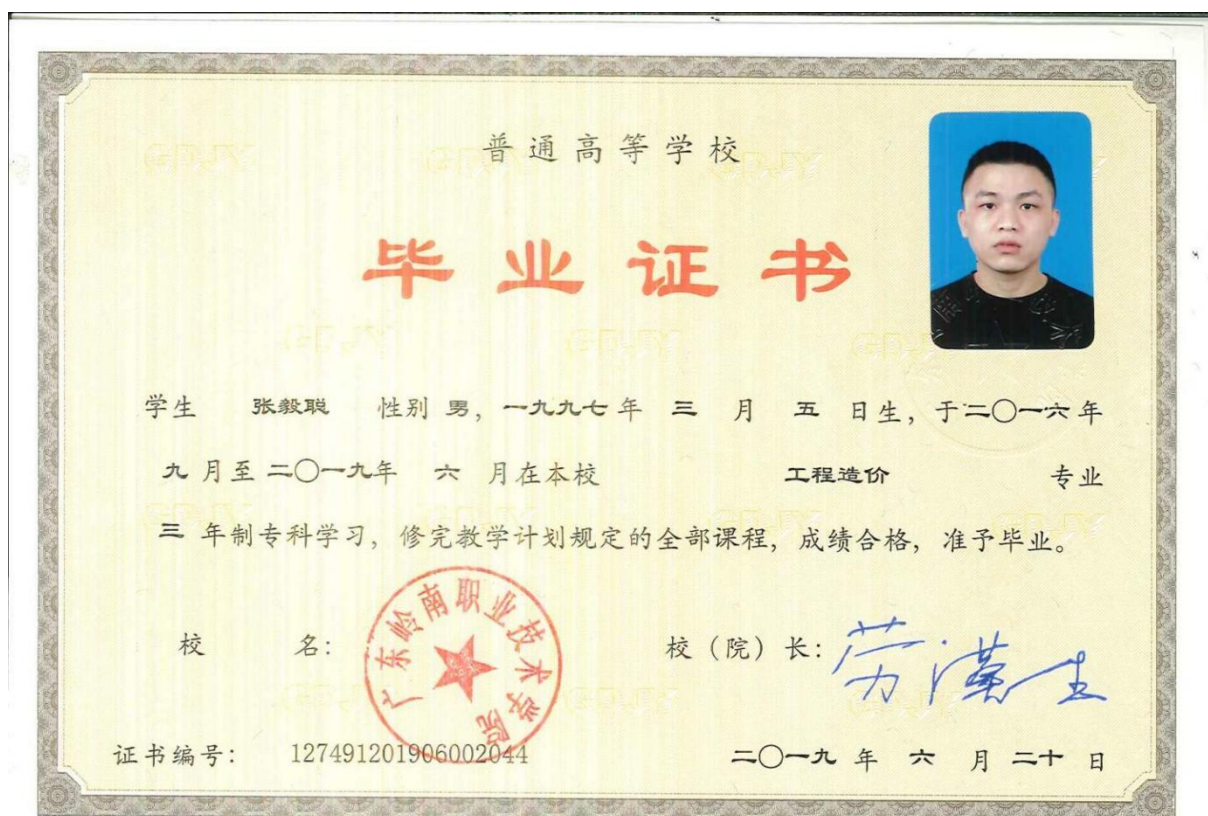 普通高等学校
毕业证书
学生 张毅聪 性别 男，一九九七年 三 月 五 日生，于二〇一六年
九 月至 二〇一九年 六 月在本校 工程造价 专业
三 年制专科学习，修完教学计划规定的全部课程，成绩合格，准予毕业。
校 名： 广东岭南职业技术学院
校（院）长： 劳汉生
证书编号： 127491201906002044
二〇一九 年 六 月 二十 日